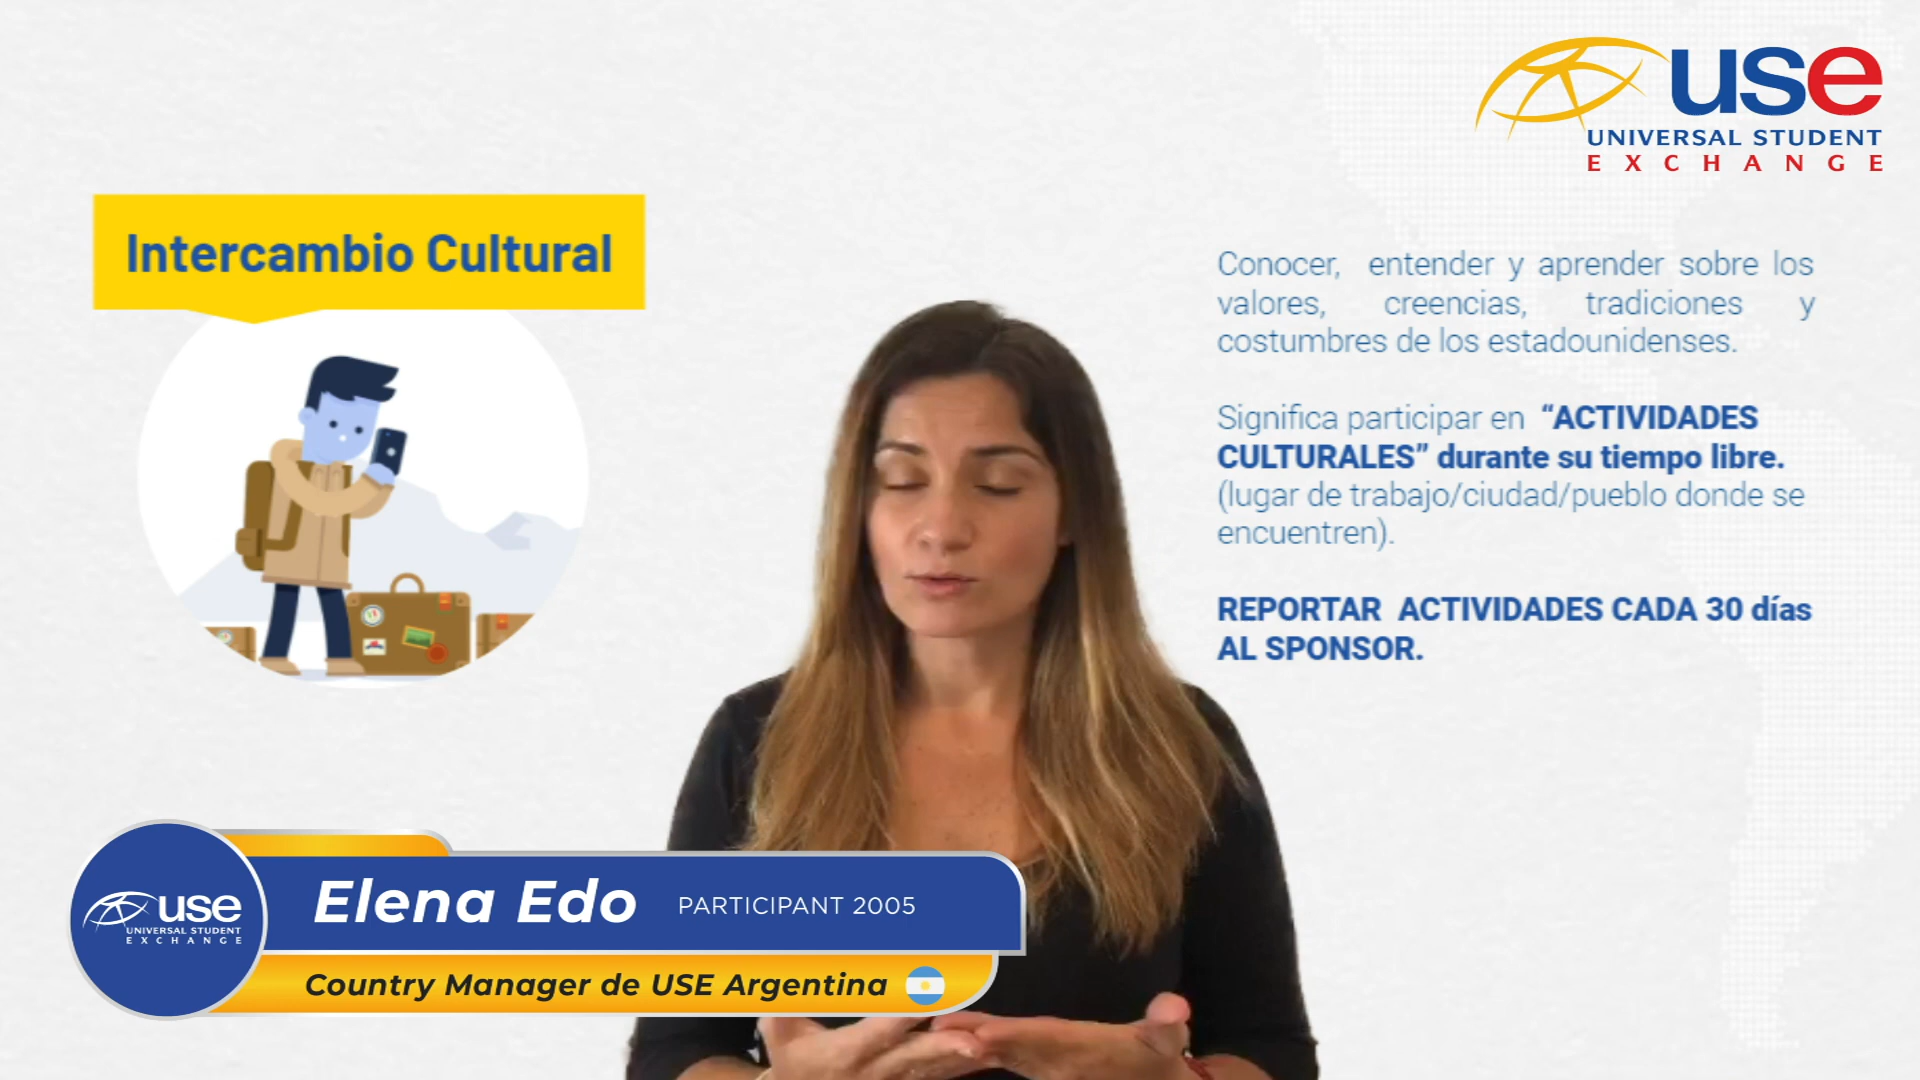 use
UNIVERSAL STUDENT
EXCHANGE
Intercambio Cultural
Conocer, entender y aprender sobre los
valores, creencias, tradiciones y
costumbres de los estadounidenses.
Significa participar en “ACTIVIDADES
CULTURALES” durante su tiempo libre.
(lugar de trabajo/ciudad/pueblo donde se
encuentren).
REPORTAR ACTIVIDADES CADA 30 días
AL SPONSOR.
use
UNIVERSAL STUDENT
EXCHANGE
Elena Edo PARTICIPANT 2005
Country Manager de USE Argentina